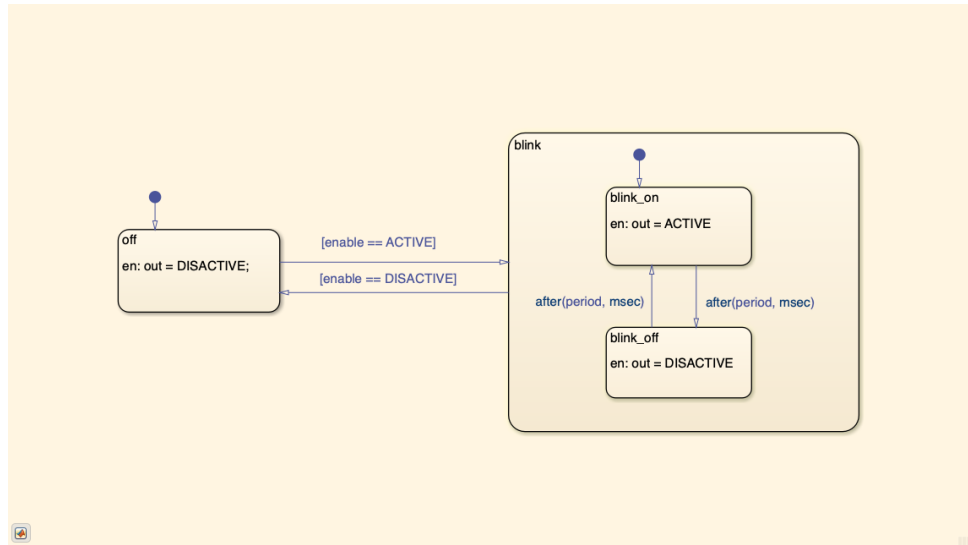 off
en: out = DISACTIVE;
[enable == ACTIVE]
[enable == DISACTIVE]
blink
blink_on
en: out = ACTIVE
after(period, msec)
after(period, msec)
blink_off
en: out = DISACTIVE